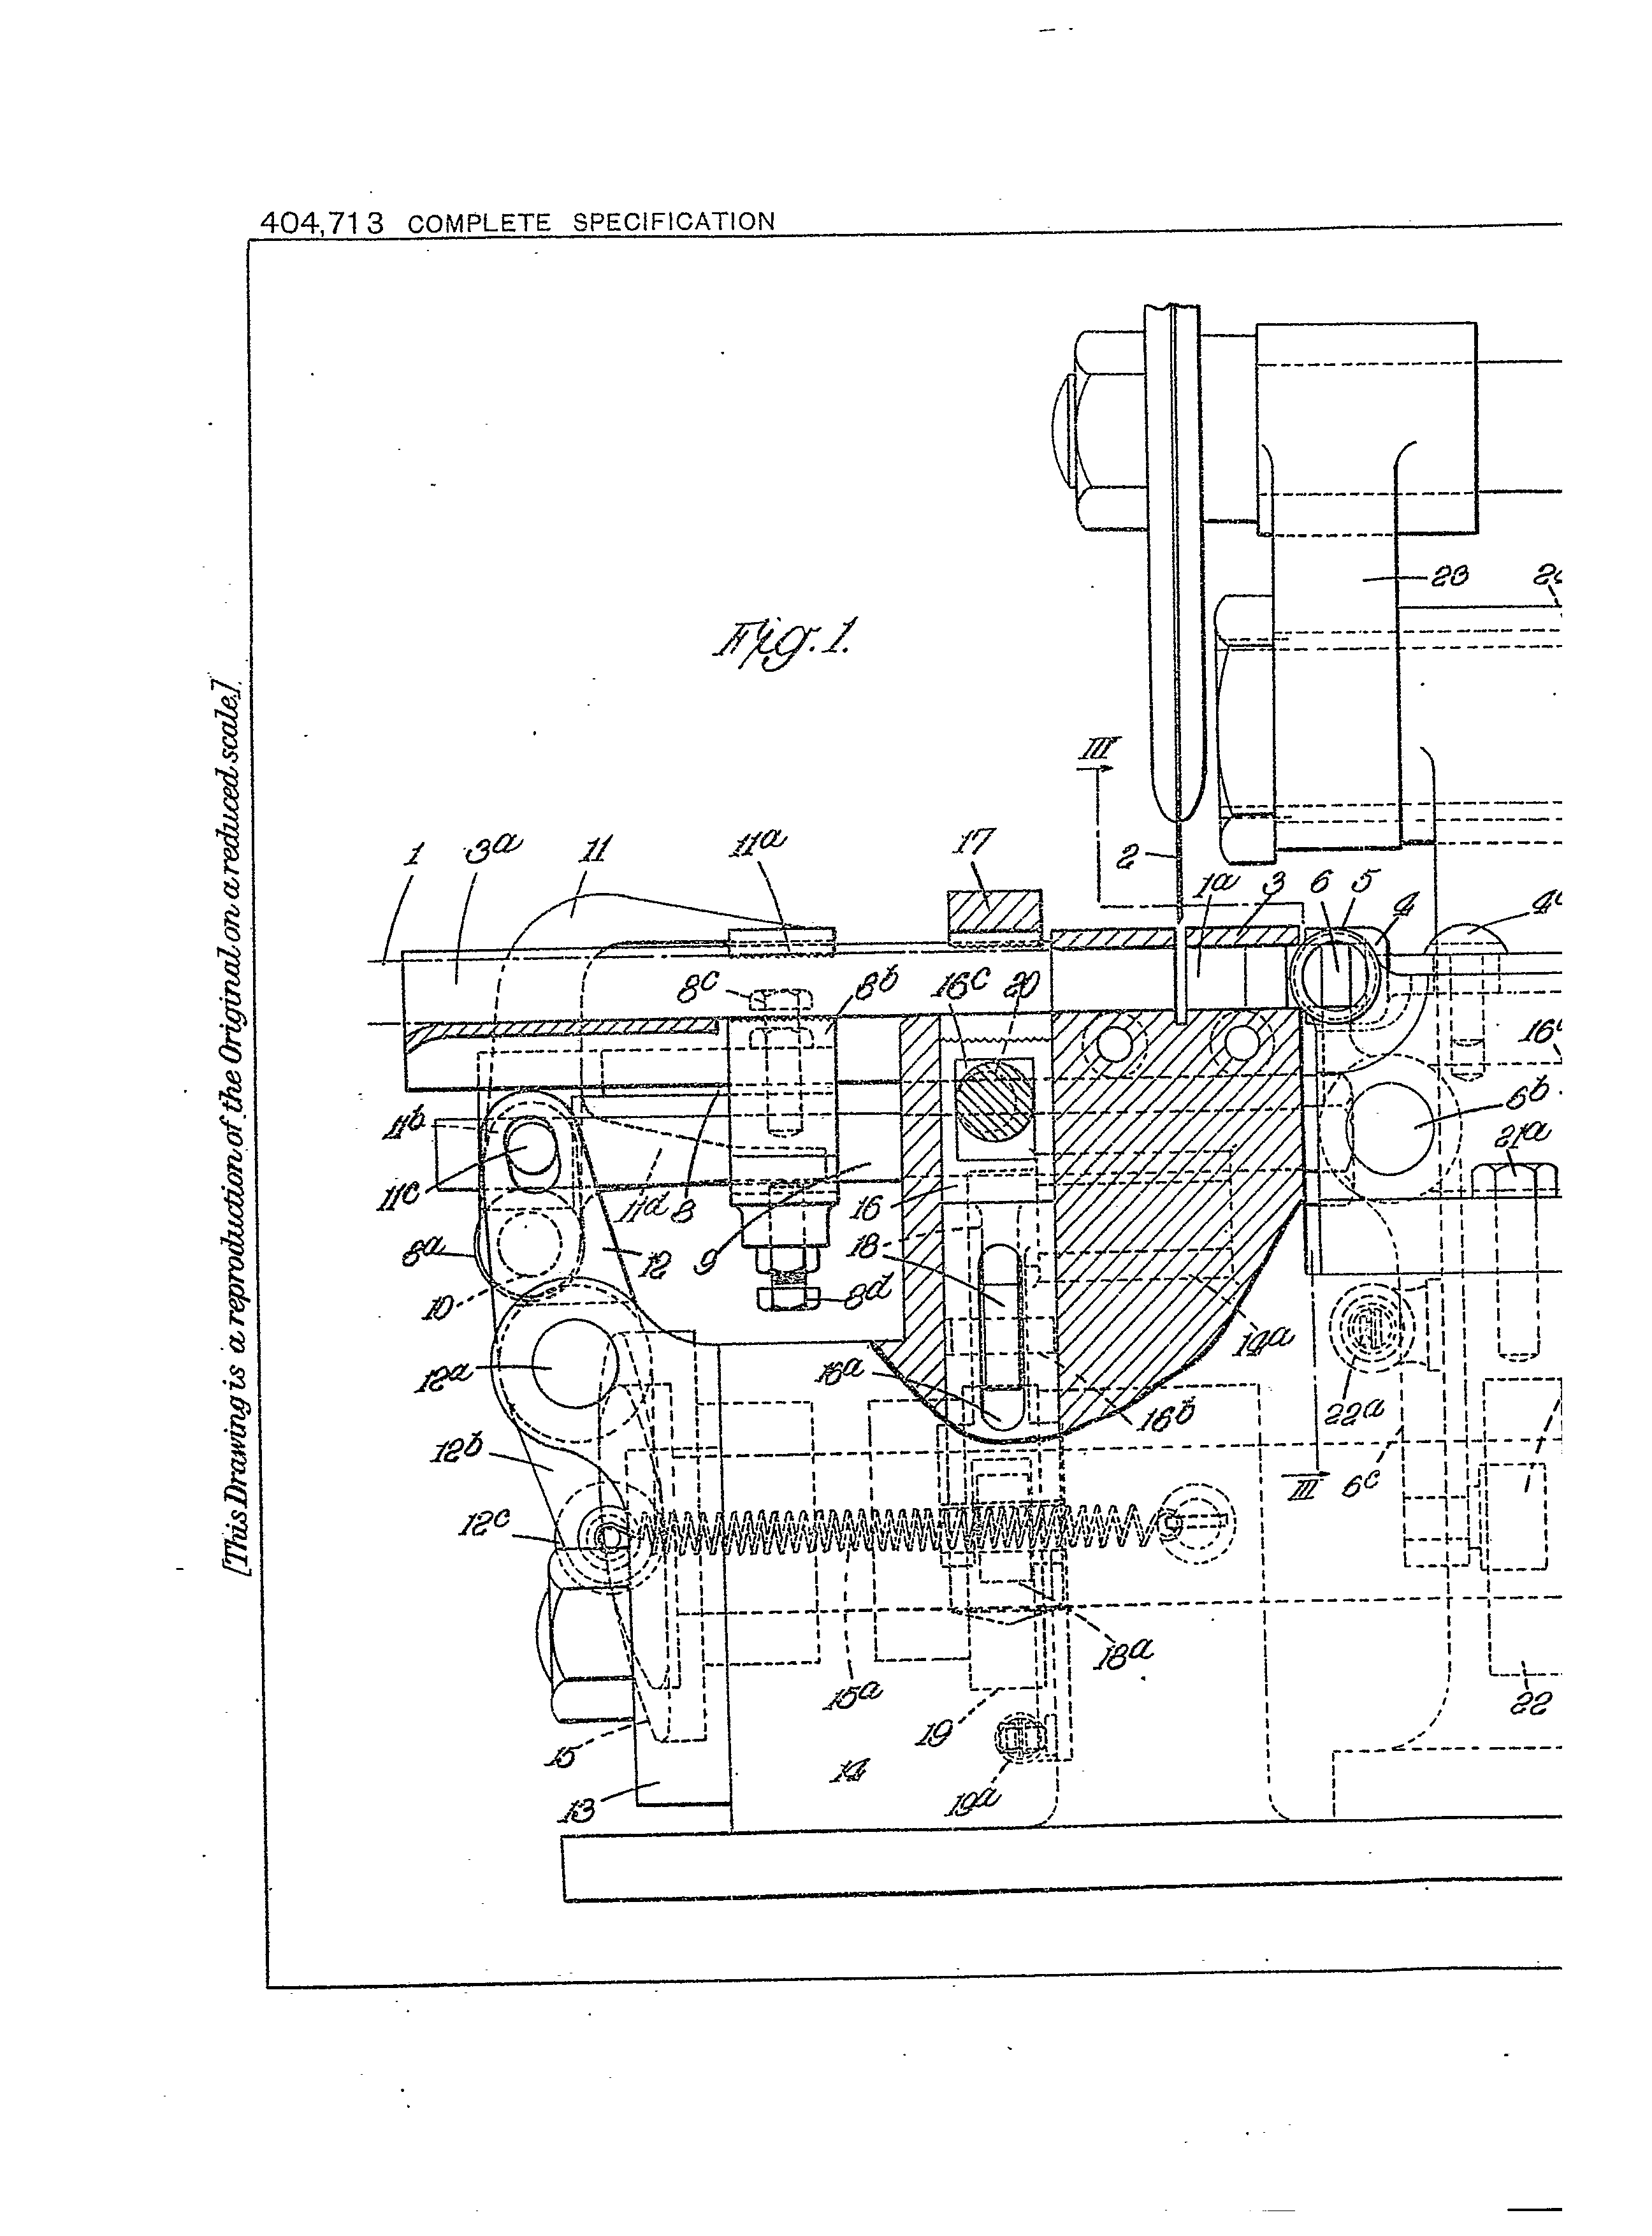 404,713 COMPLETE SPECIFICATION
[This Drawing is a reproduction of the Original on a reduced scale.]
Fig. 1.
23
III
2
1 3a 11 11a 17
1a 3 6 5 4
8c 8b 16c 20
11b
6b
21a
11c 11d 8 16
8a 12 9 18
10 8d
12a 16a 19a
16b 22a
12b
III 6c
12c
18a
15a
22
15 19
14
13 19a